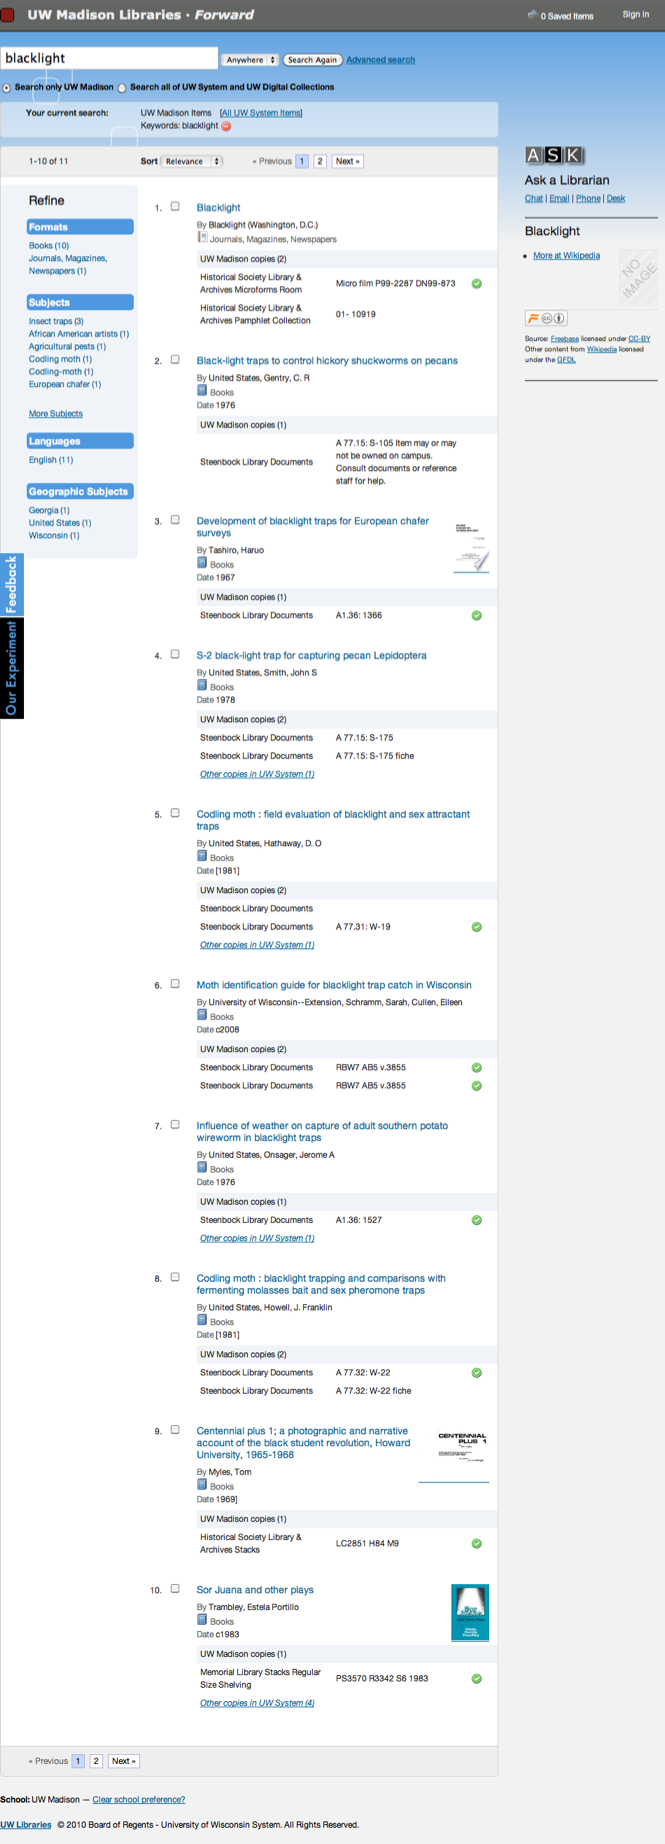 UW Madison Libraries · Forward
0 Saved Items
Sign in
blacklight
Anywhere
Search Again
Advanced search
Search only UW Madison
Search all of UW System and UW Digital Collections
Your current search:
UW Madison Items [All UW System Items]
Keywords: blacklight
1-10 of 11
Sort Relevance
« Previous 1 2 Next »
Refine
Formats
Books (10)
Journals, Magazines,
Newspapers (1)
Subjects
Insect traps (3)
African American artists (1)
Agricultural pests (1)
Codling moth (1)
Codling-moth (1)
European chafer (1)
More Subjects
Languages
English (11)
Geographic Subjects
Georgia (1)
United States (1)
Wisconsin (1)
Feedback
Our Experiment
1. Blacklight
By Blacklight (Washington, D.C.)
Journals, Magazines, Newspapers
UW Madison copies (2)
Historical Society Library &
Archives Microforms Room
Micro film P99-2287 DN99-873
Historical Society Library &
Archives Pamphlet Collection
01- 10919
2. Black-light traps to control hickory shuckworms on pecans
By United States, Gentry, C. R
Books
Date 1976
UW Madison copies (1)
Steenbock Library Documents
A 77.15: S-105 Item may or may
not be owned on campus.
Consult documents or reference
staff for help.
3. Development of blacklight traps for European chafer
surveys
By Tashiro, Haruo
Books
Date 1967
UW Madison copies (1)
Steenbock Library Documents A1.36: 1366
4. S-2 black-light trap for capturing pecan Lepidoptera
By United States, Smith, John S
Books
Date 1978
UW Madison copies (2)
Steenbock Library Documents A 77.15: S-175
Steenbock Library Documents A 77.15: S-175 fiche
Other copies in UW System (1)
5. Codling moth : field evaluation of blacklight and sex attractant
traps
By United States, Hathaway, D. O
Books
Date [1981]
UW Madison copies (2)
Steenbock Library Documents
Steenbock Library Documents A 77.31: W-19
Other copies in UW System (1)
6. Moth identification guide for blacklight trap catch in Wisconsin
By University of Wisconsin--Extension, Schramm, Sarah, Cullen, Eileen
Books
Date c2008
UW Madison copies (2)
Steenbock Library Documents RBW7 AB5 v.3855
Steenbock Library Documents RBW7 AB5 v.3855
7. Influence of weather on capture of adult southern potato
wireworm in blacklight traps
By United States, Onsager, Jerome A
Books
Date 1976
UW Madison copies (1)
Steenbock Library Documents A1.36: 1527
Other copies in UW System (1)
8. Codling moth : blacklight trapping and comparisons with
fermenting molasses bait and sex pheromone traps
By United States, Howell, J. Franklin
Books
Date [1981]
UW Madison copies (2)
Steenbock Library Documents A 77.32: W-22
Steenbock Library Documents A 77.32: W-22 fiche
9. Centennial plus 1; a photographic and narrative
account of the black student revolution, Howard
University, 1965-1968
CENTENNIAL
PLUS 1
By Myles, Tom
Books
Date 1969]
UW Madison copies (1)
Historical Society Library &
Archives Stacks
LC2851 H84 M9
10. Sor Juana and other plays
By Trambley, Estela Portillo
Books
Date c1983
UW Madison copies (1)
Memorial Library Stacks Regular
Size Shelving
PS3570 R3342 S6 1983
Other copies in UW System (4)
« Previous 1 2 Next »
ASK
Ask a Librarian
Chat | Email | Phone | Desk
Blacklight
More at Wikipedia
NO
IMAGE
cc
Source: Freebase licensed under CC-BY
Other content from Wikipedia licensed
under the GFDL
School: UW Madison — Clear school preference?
UW Libraries © 2010 Board of Regents - University of Wisconsin System. All Rights Reserved.